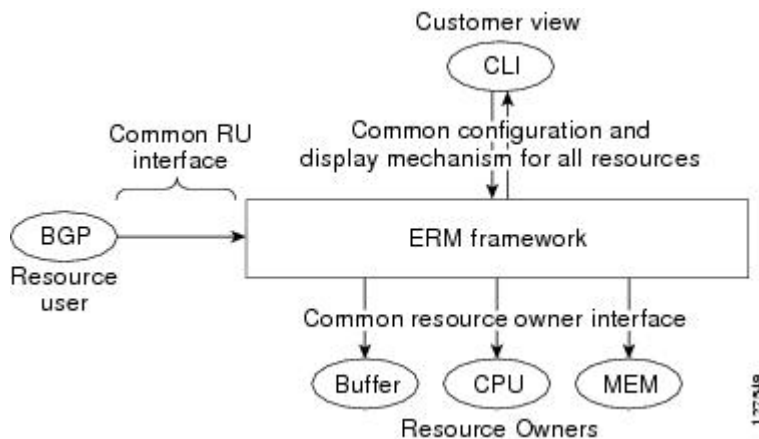 Customer view
CLI
Common RU
interface
Common configuration and
display mechanism for all resources
BGP
Resource
user
ERM framework
Common resource owner interface
Buffer
CPU
MEM
Resource Owners